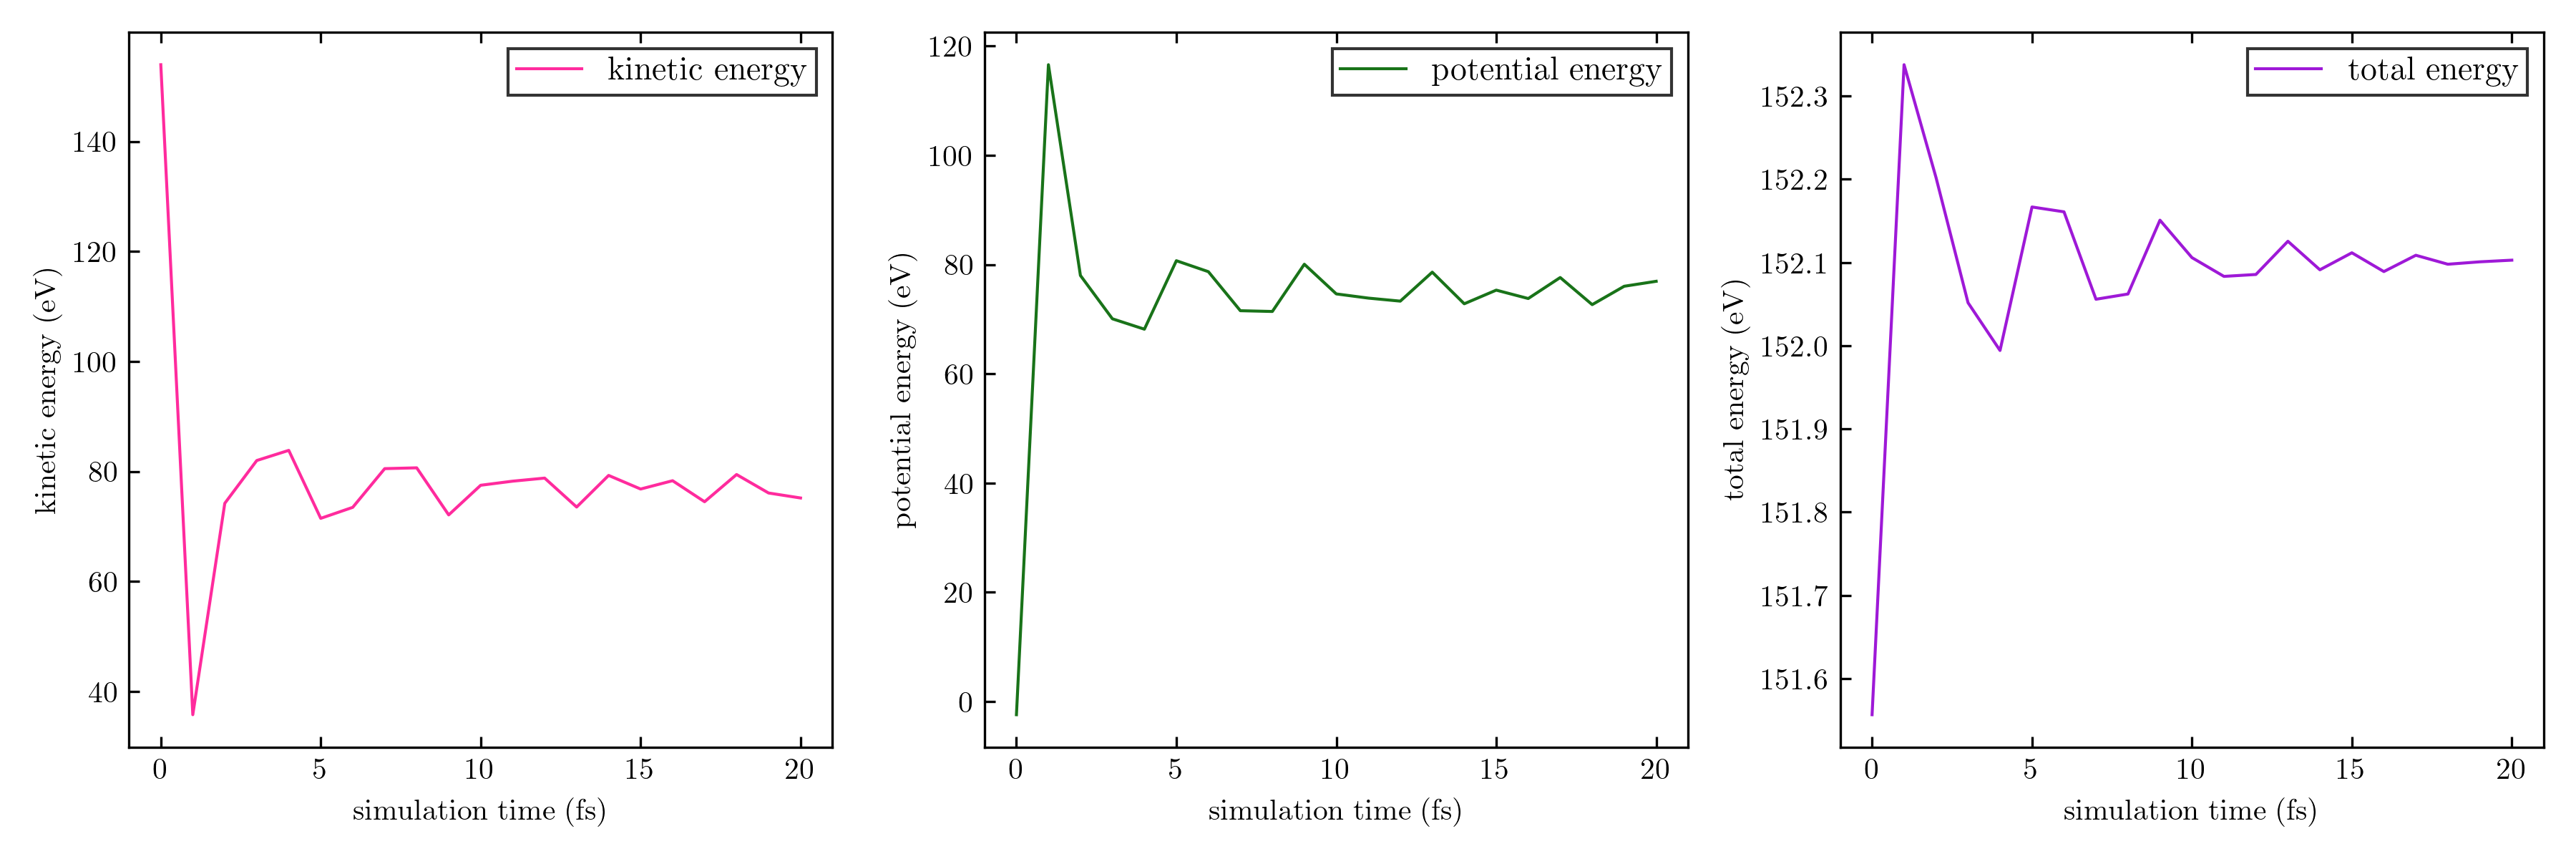 kinetic energy
140
120
100
80
60
40
kinetic energy (eV)
0 5 10 15 20
simulation time (fs)
potential energy
120
100
80
60
40
20
0
potential energy (eV)
0 5 10 15 20
simulation time (fs)
total energy
152.3
152.2
152.1
152.0
151.9
151.8
151.7
151.6
total energy (eV)
0 5 10 15 20
simulation time (fs)